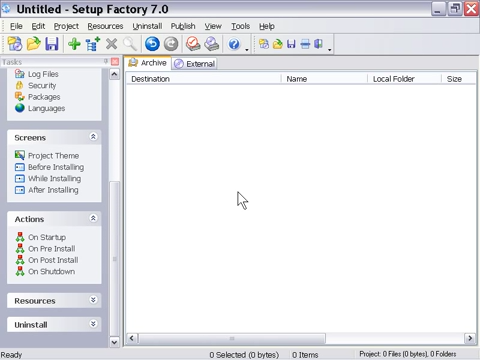 Untitled - Setup Factory 7.0
File Edit Project Resources Uninstall Publish View Tools Help
Tasks
Archive External
Destination Name Local Folder Size
Log Files
Security
Packages
Languages
Screens
Project Theme
Before Installing
While Installing
After Installing
Actions
On Startup
On Pre Install
On Post Install
On Shutdown
Resources
Uninstall
Ready 0 Selected (0 bytes) 0 Items Project: 0 Files (0 bytes), 0 Folders